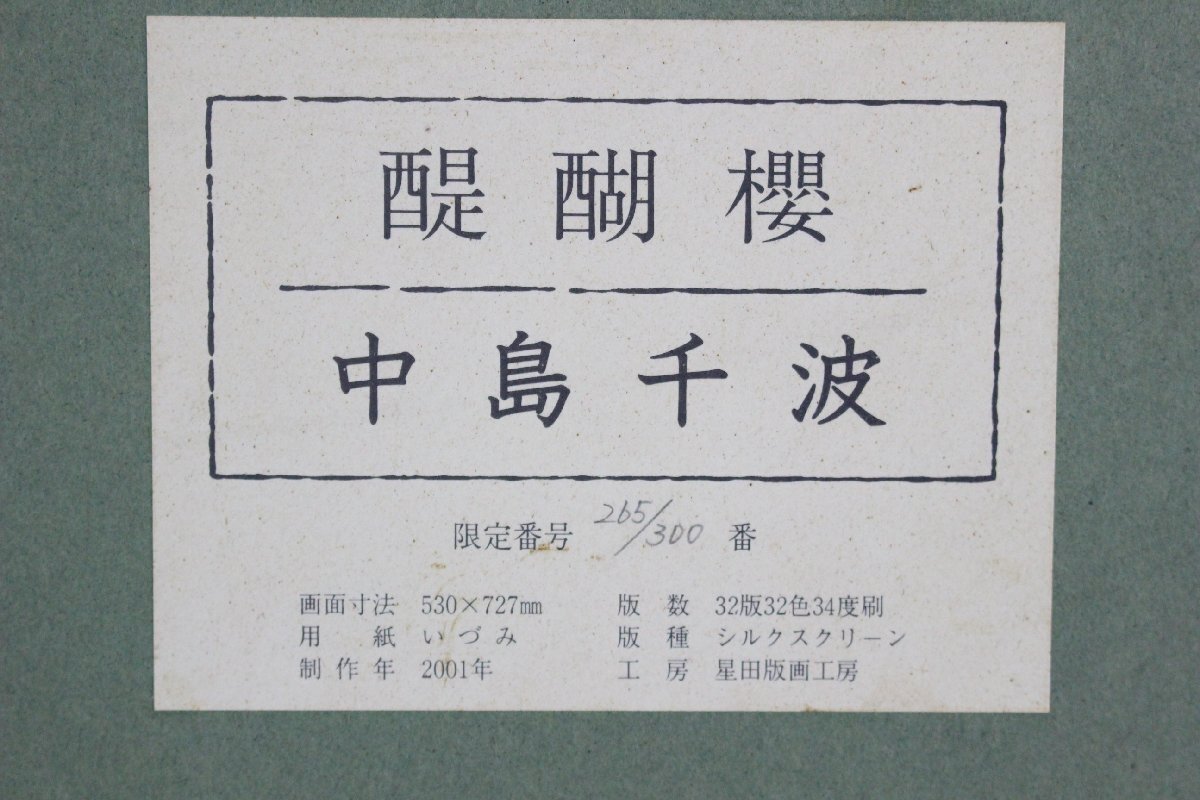 醍醐櫻
中島千波
限定番号 265/300 番
画面寸法 530×727㎜ 版数 32版32色34度刷
用紙 いづみ 版種 シルクスクリーン
制作年 2001年 工房 星田版画工房